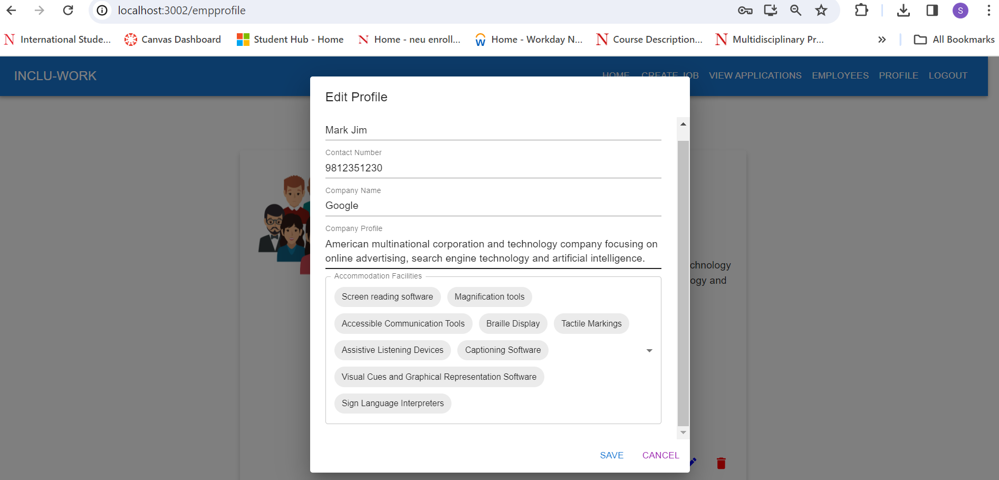 localhost:3002/empprofile
S
International Stude...
Canvas Dashboard
Student Hub - Home
Home - neu enroll...
Home - Workday N...
Course Description...
Multidisciplinary Pr...
All Bookmarks
INCLU-WORK
HOME
CREATE JOB
VIEW APPLICATIONS
EMPLOYEES
PROFILE
LOGOUT
Edit Profile
Mark Jim
Contact Number
9812351230
Company Name
Google
Company Profile
American multinational corporation and technology company focusing on
online advertising, search engine technology and artificial intelligence.
chnology
ogy and
Accommodation Facilities
Screen reading software
Magnification tools
Accessible Communication Tools
Braille Display
Tactile Markings
Assistive Listening Devices
Captioning Software
Visual Cues and Graphical Representation Software
Sign Language Interpreters
SAVE
CANCEL